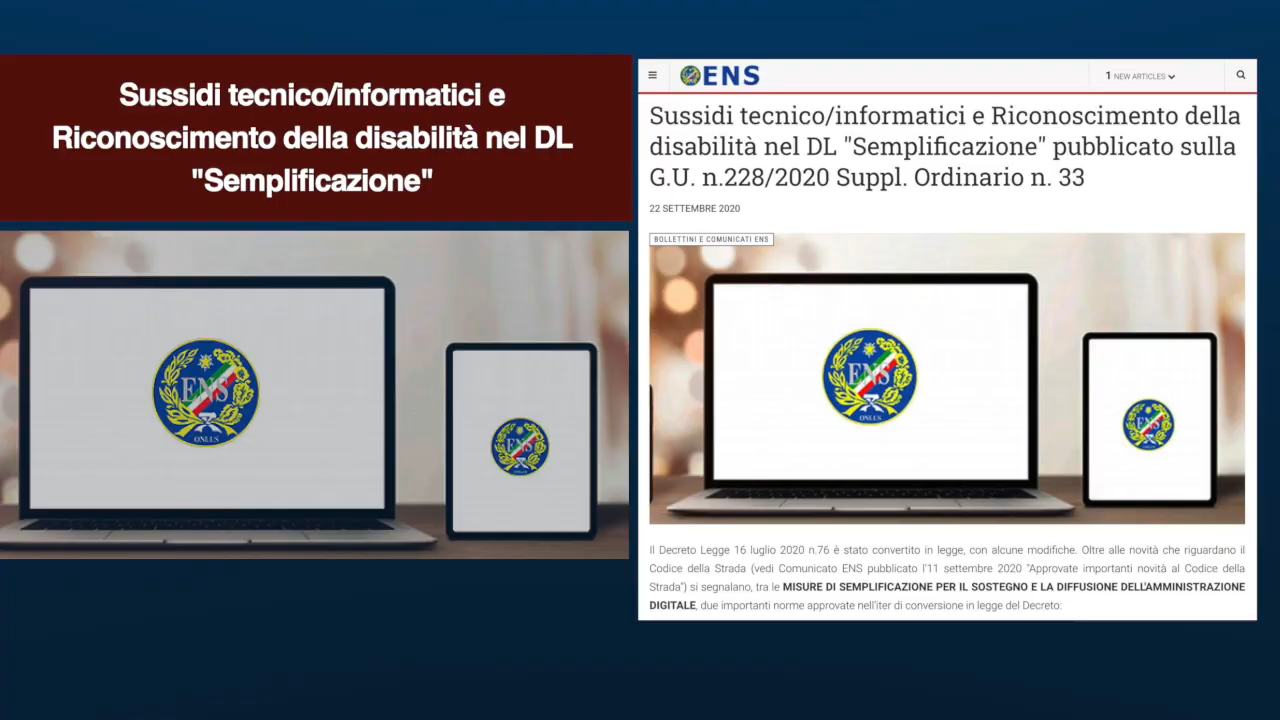 Sussidi tecnico/informatici e
Riconoscimento della disabilità nel DL
"Semplificazione"
ENS
ONLUS
ENS
ENS
1 NEW ARTICLES
Sussidi tecnico/informatici e Riconoscimento della
disabilità nel DL "Semplificazione" pubblicato sulla
G.U. n.228/2020 Suppl. Ordinario n. 33
22 SETTEMBRE 2020
BOLLETTINI E COMUNICATI ENS
ENS
ONLUS
ENS
Il Decreto Legge 16 luglio 2020 n.76 è stato convertito in legge, con alcune modifiche. Oltre alle novità che riguardano il
Codice della Strada (vedi Comunicato ENS pubblicato l'11 settembre 2020 "Approvate importanti novità al Codice della
Strada") si segnalano, tra le MISURE DI SEMPLIFICAZIONE PER IL SOSTEGNO E LA DIFFUSIONE DELL'AMMINISTRAZIONE
DIGITALE, due importanti norme approvate nell'iter di conversione in legge del Decreto: